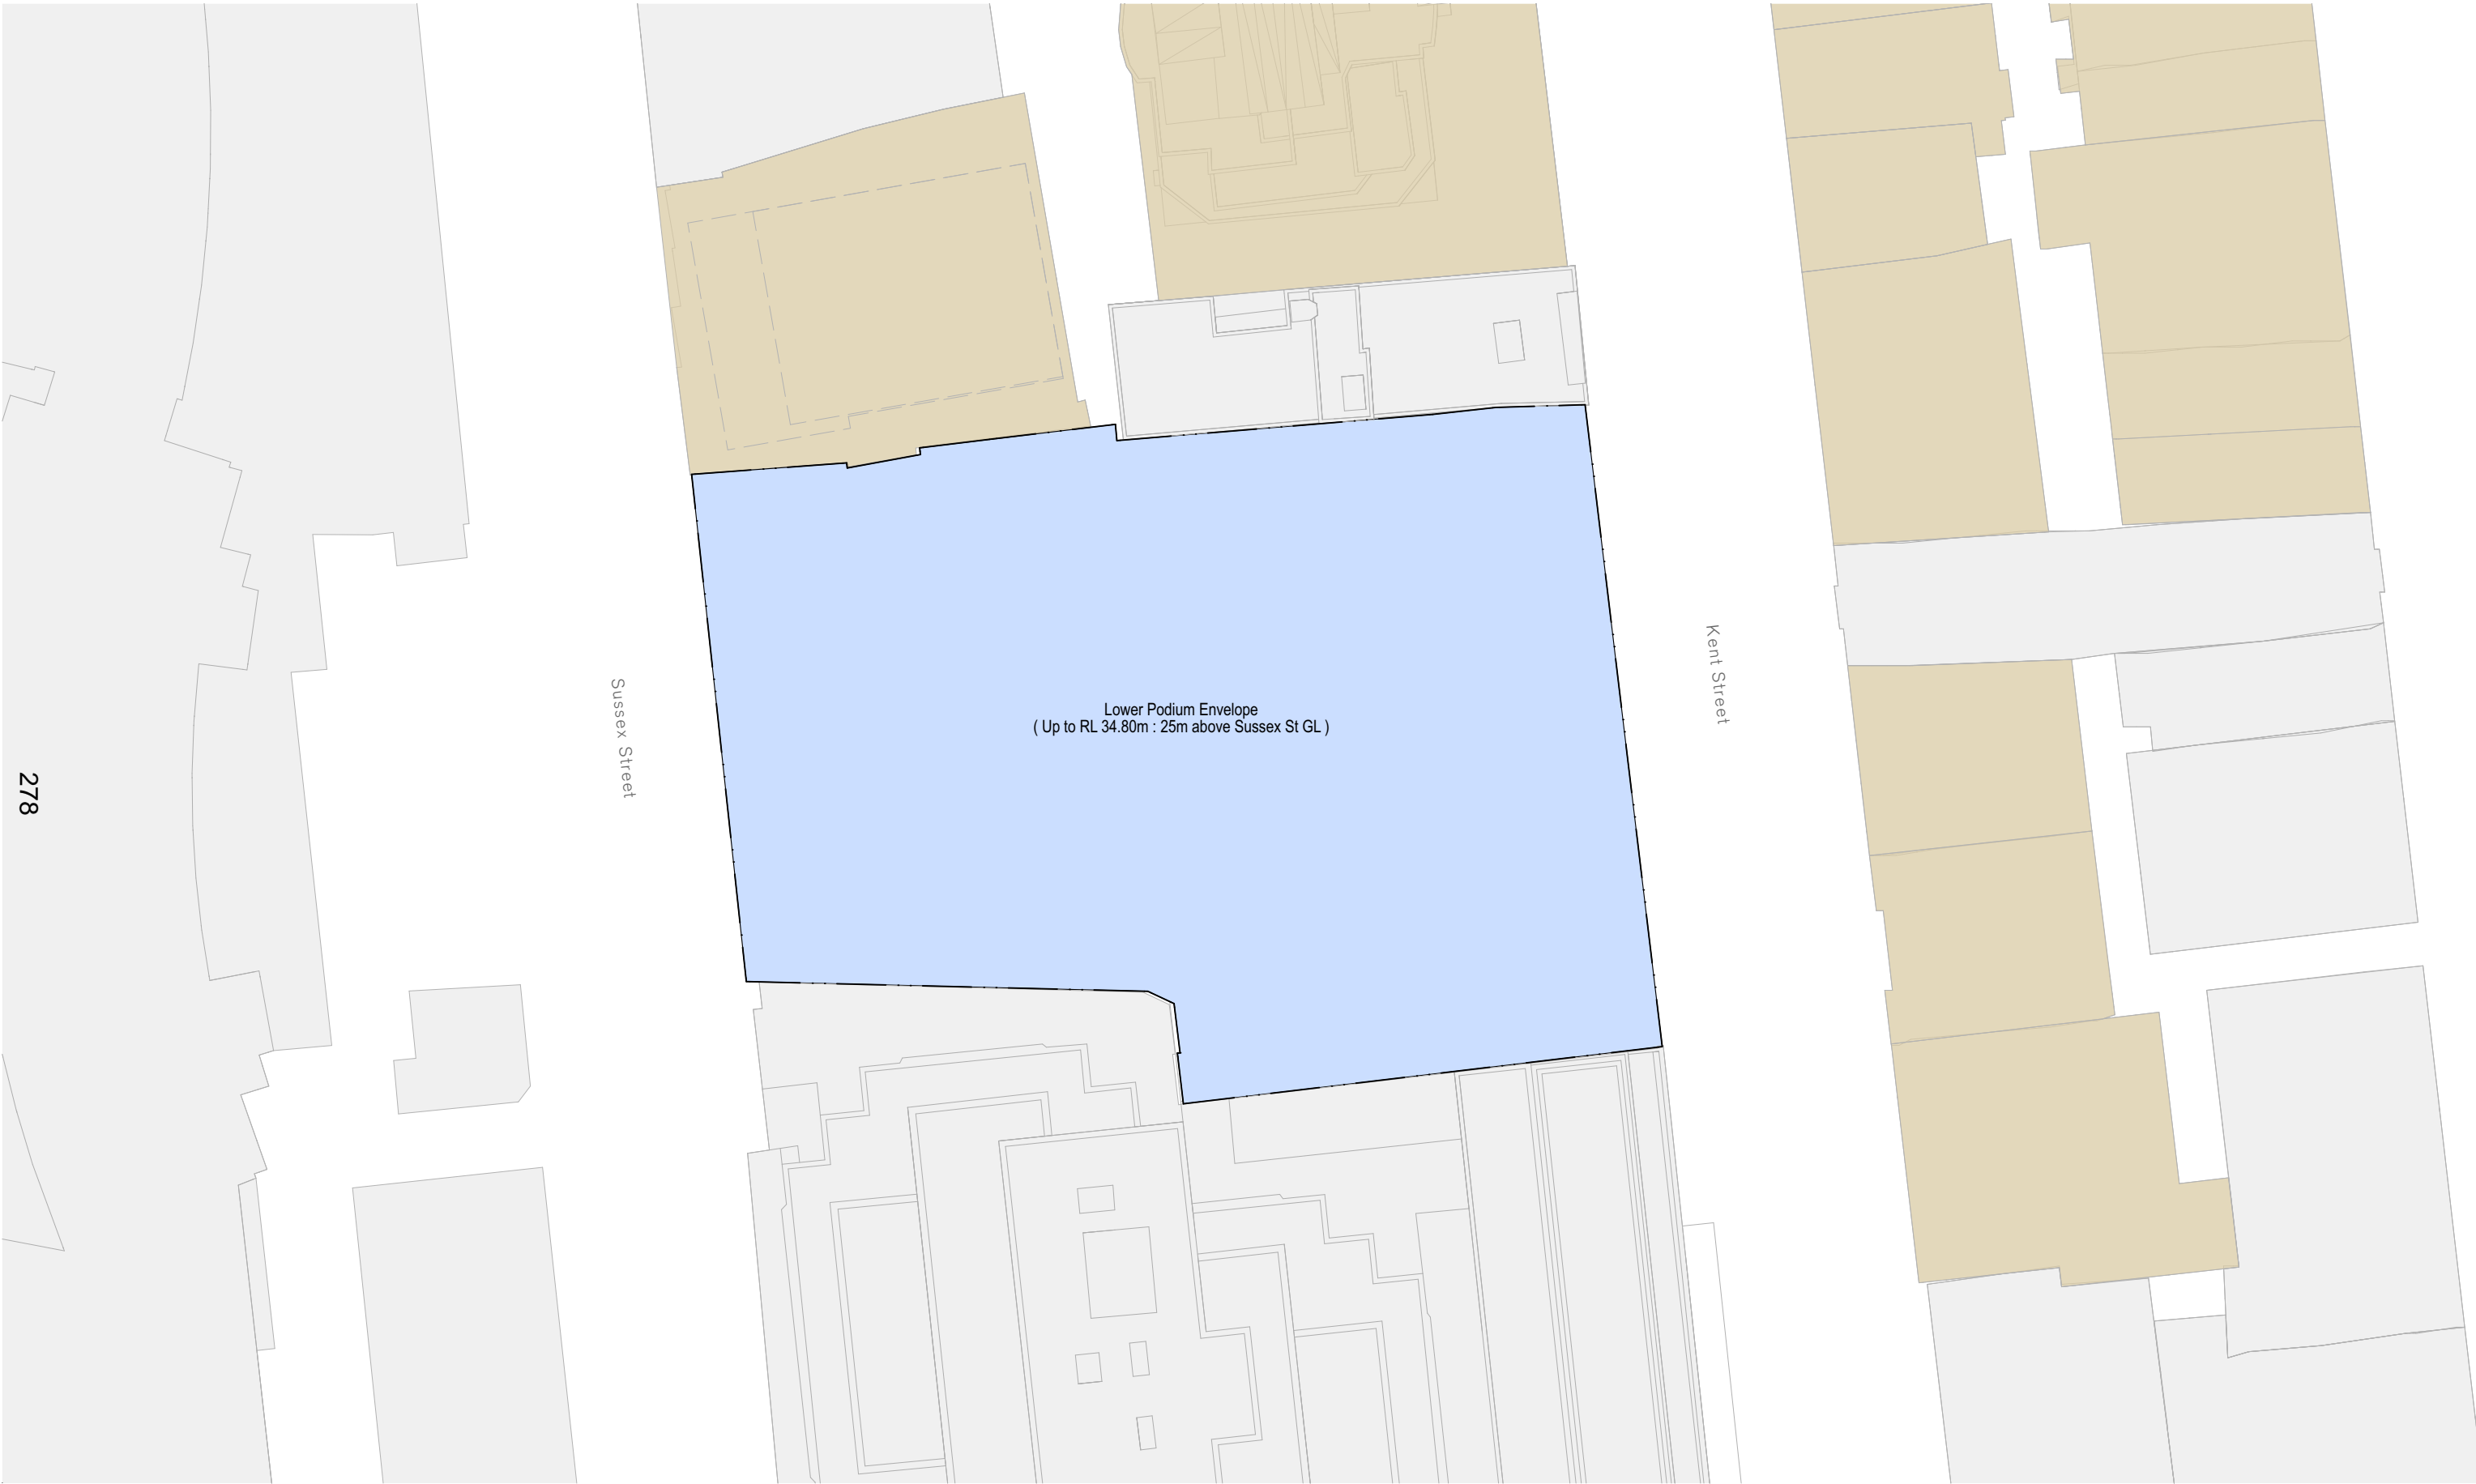 Lower Podium Envelope
( Up to RL 34.80m : 25m above Sussex St GL )
Sussex Street
Kent Street
278